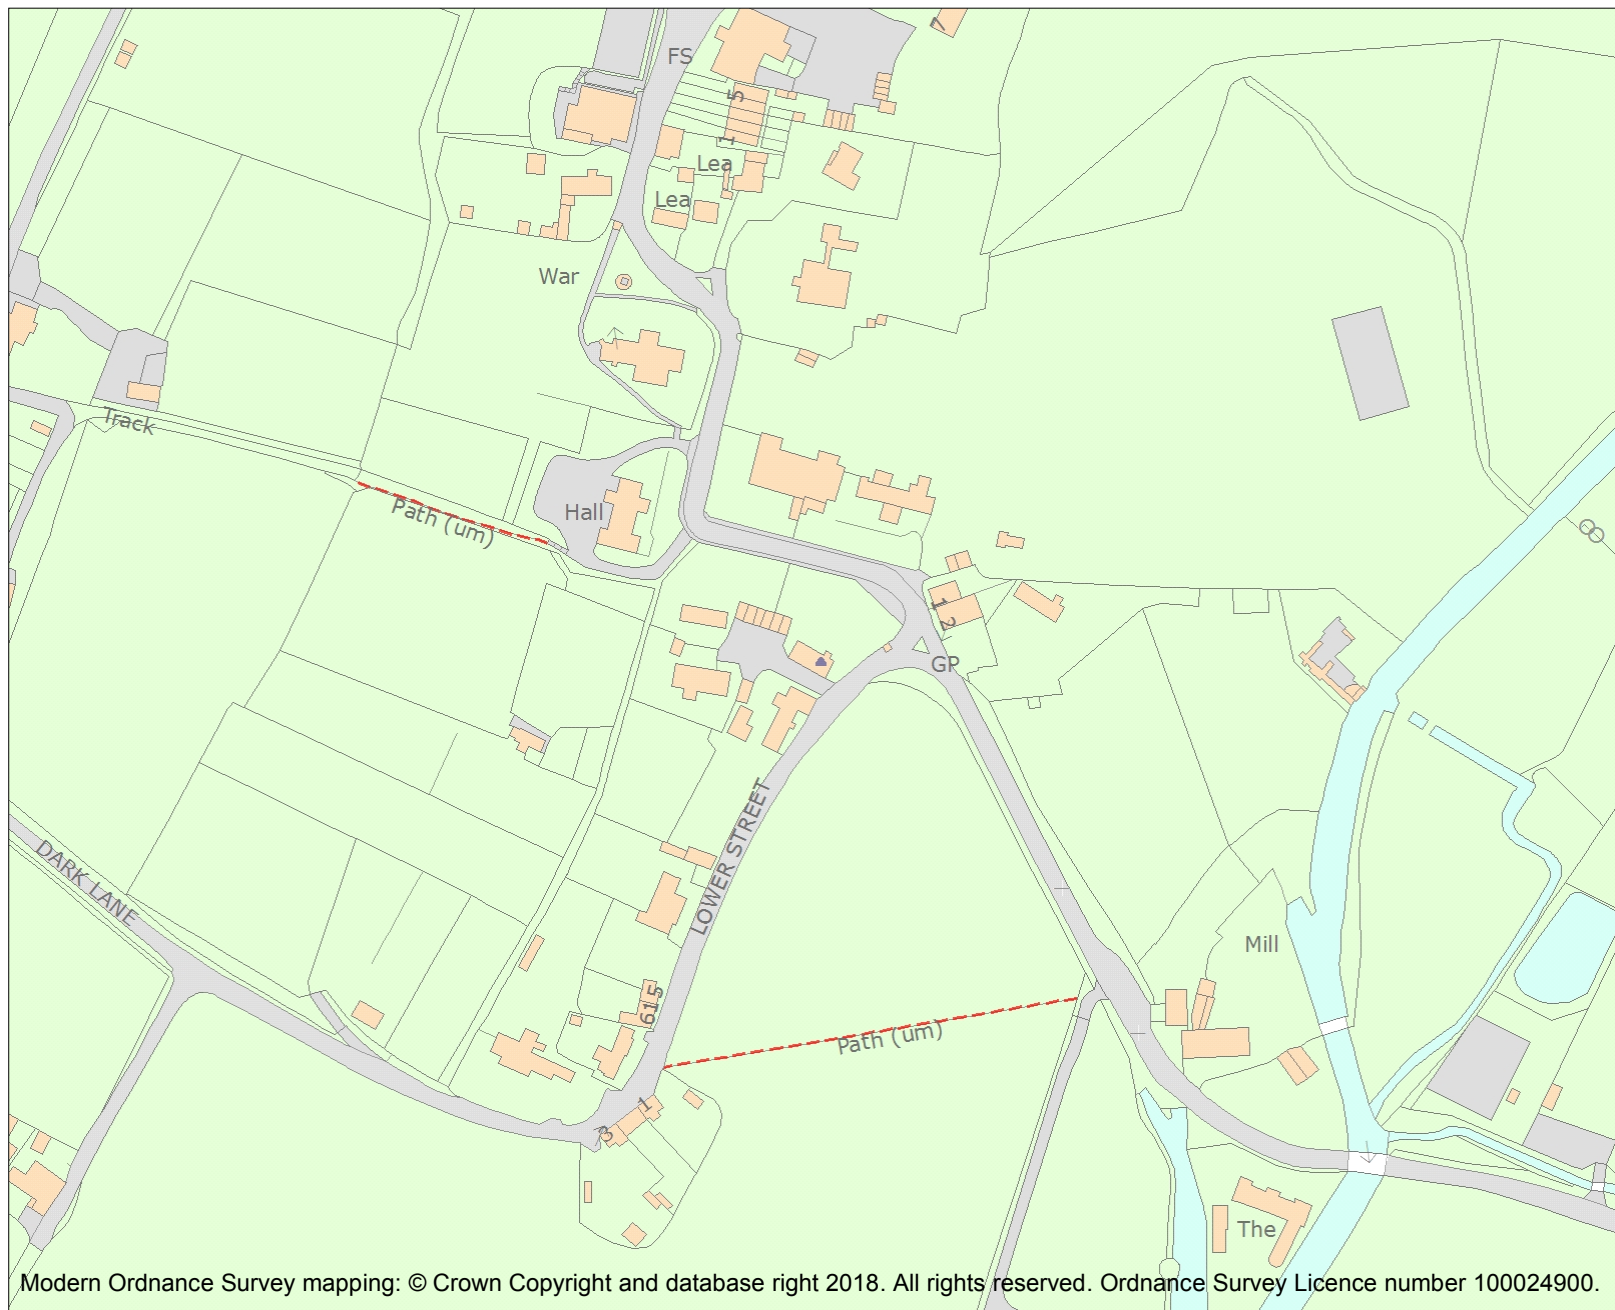 7
FS
5
1
Lea
Lea
War
Track
Path (um)
Hall
1
2
GP
LOWER STREET
DARK LANE
Mill
615
Path (um)
1
3
The
Modern Ordnance Survey mapping: © Crown Copyright and database right 2018. All rights reserved. Ordnance Survey Licence number 100024900.